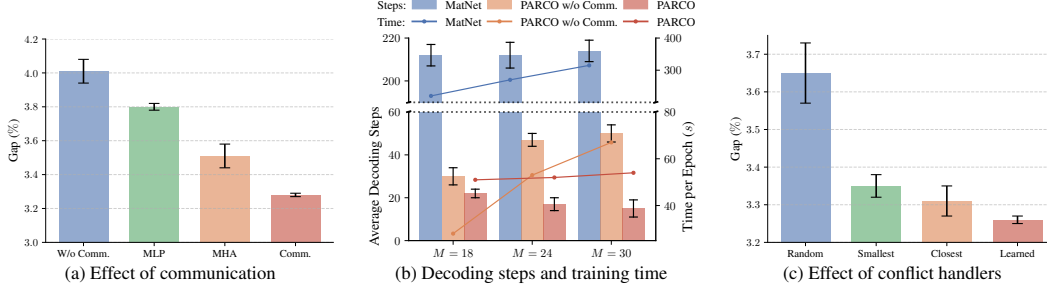 Steps: MatNet PARCO w/o Comm. PARCO
Time: MatNet PARCO w/o Comm. PARCO
Gap (%)
4.2
4.0
3.8
3.6
3.4
3.2
3.0
W/o Comm. MLP MHA Comm.
(a) Effect of communication
Average Decoding Steps
220
200
60
40
20
0
400
300
80
60
40
Time per Epoch (s)
M = 18 M = 24 M = 30
(b) Decoding steps and training time
Gap (%)
3.7
3.6
3.5
3.4
3.3
3.2
Random Smallest Closest Learned
(c) Effect of conflict handlers